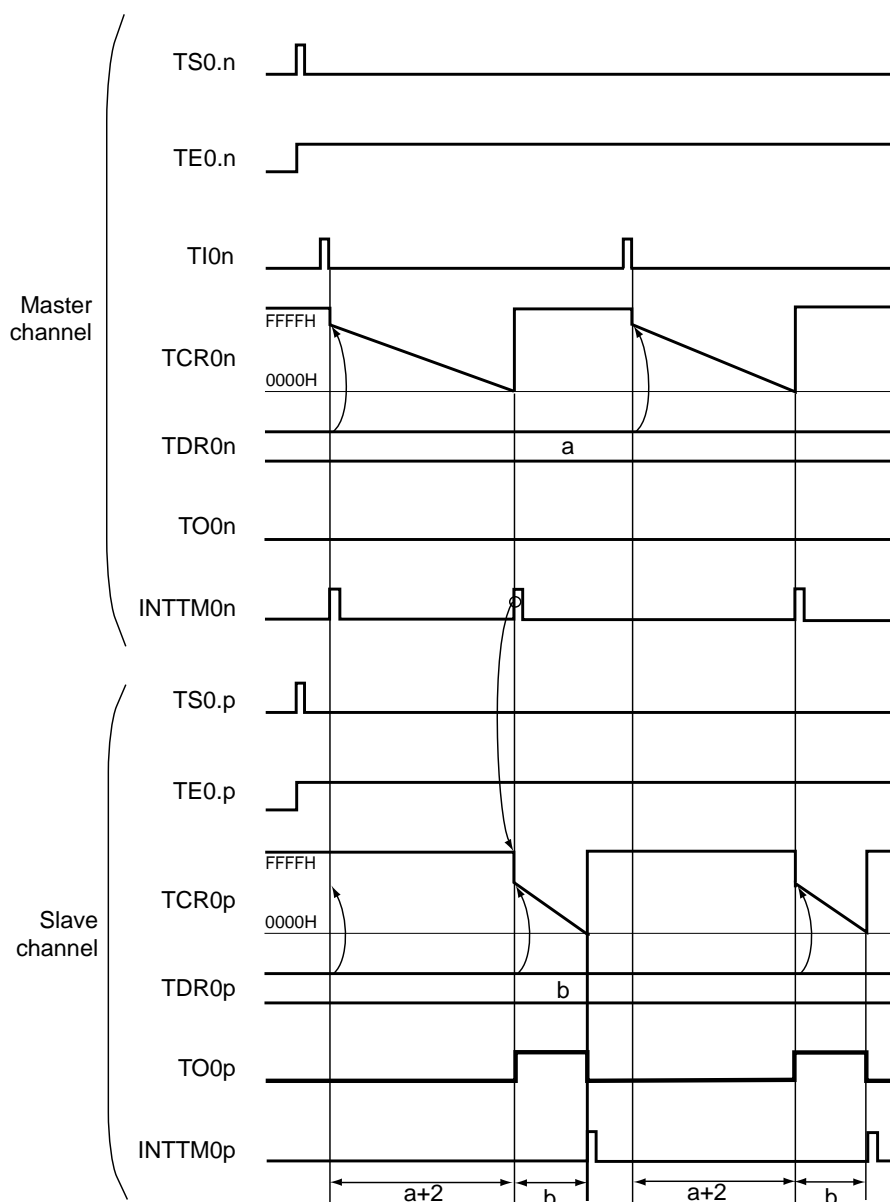 Master
channel
TS0.n
TE0.n
TI0n
FFFFH
TCR0n
0000H
TDR0n
a
TO0n
INTTM0n
Slave
channel
TS0.p
TE0.p
FFFFH
TCR0p
0000H
TDR0p
b
TO0p
INTTM0p
a+2 b a+2 b